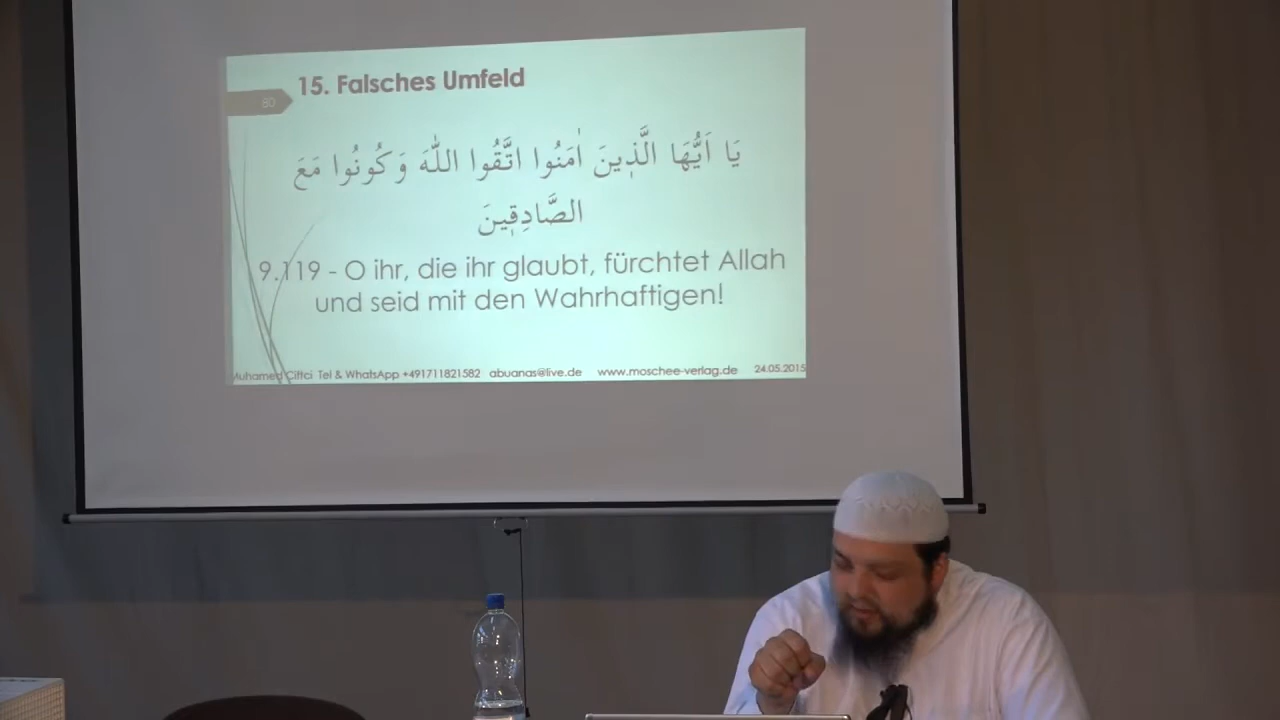 15. Falsches Umfeld
80
يَا اَيُّهَا الَّذ۪ينَ اٰمَنُوا اتَّقُوا اللّٰهَ وَكُونُوا مَعَ
الصَّادِق۪ينَ
9.119 - O ihr, die ihr glaubt, fürchtet Allah
und seid mit den Wahrhaftigen!
Muhamed Ciftci Tel & WhatsApp +491711821582 abuanas@live.de www.moschee-verlag.de 24.05.2015